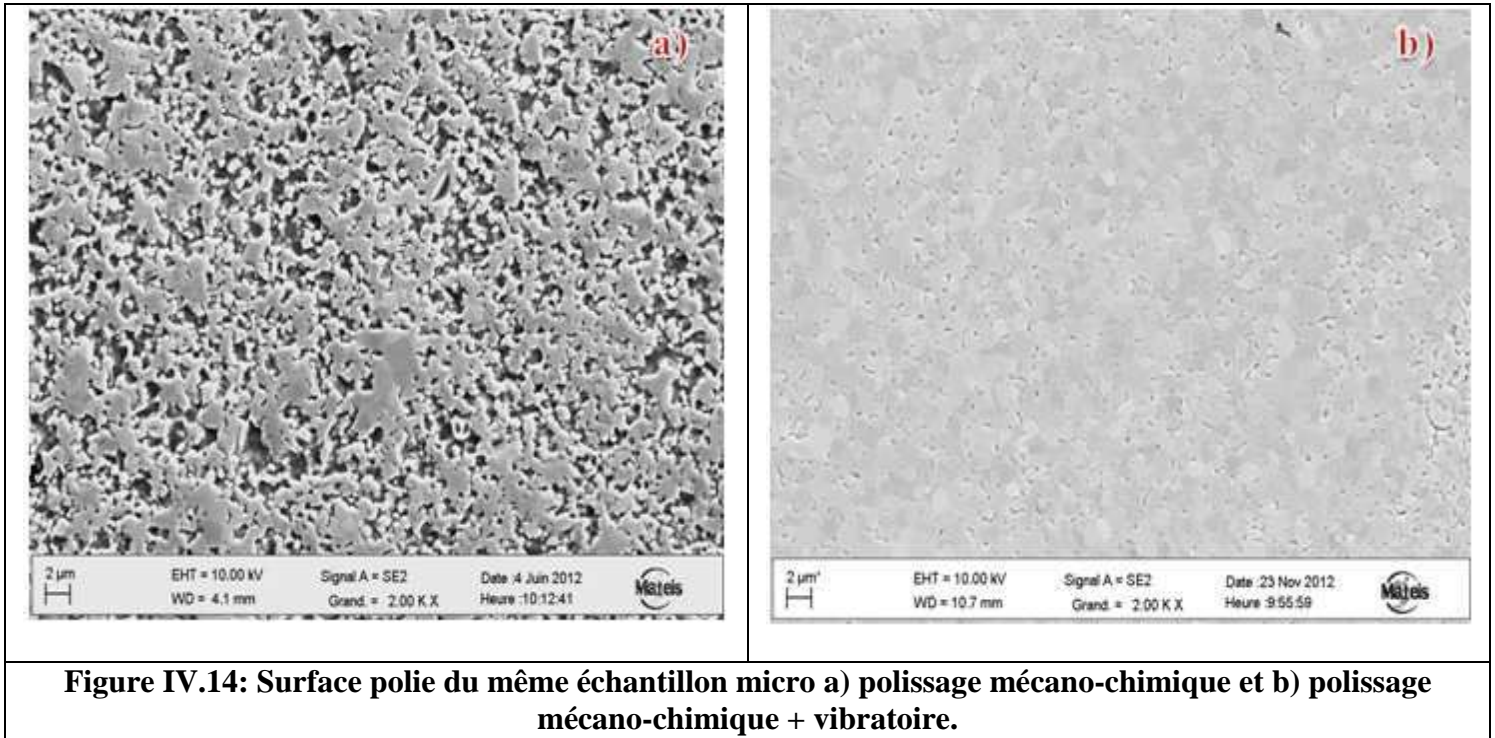 a)
2 µm
EHT = 10.00 kV
WD = 4.1 mm
Signal A = SE2
Grand. = 2.00 K X
Date :4 Juin 2012
Heure :10:12:41
Mateis
b)
2 µm
EHT = 10.00 kV
WD = 10.7 mm
Signal A = SE2
Grand. = 2.00 K X
Date :23 Nov 2012
Heure :9:55:59
Mateis
Figure IV.14: Surface polie du même échantillon micro a) polissage mécano-chimique et b) polissage
mécano-chimique + vibratoire.